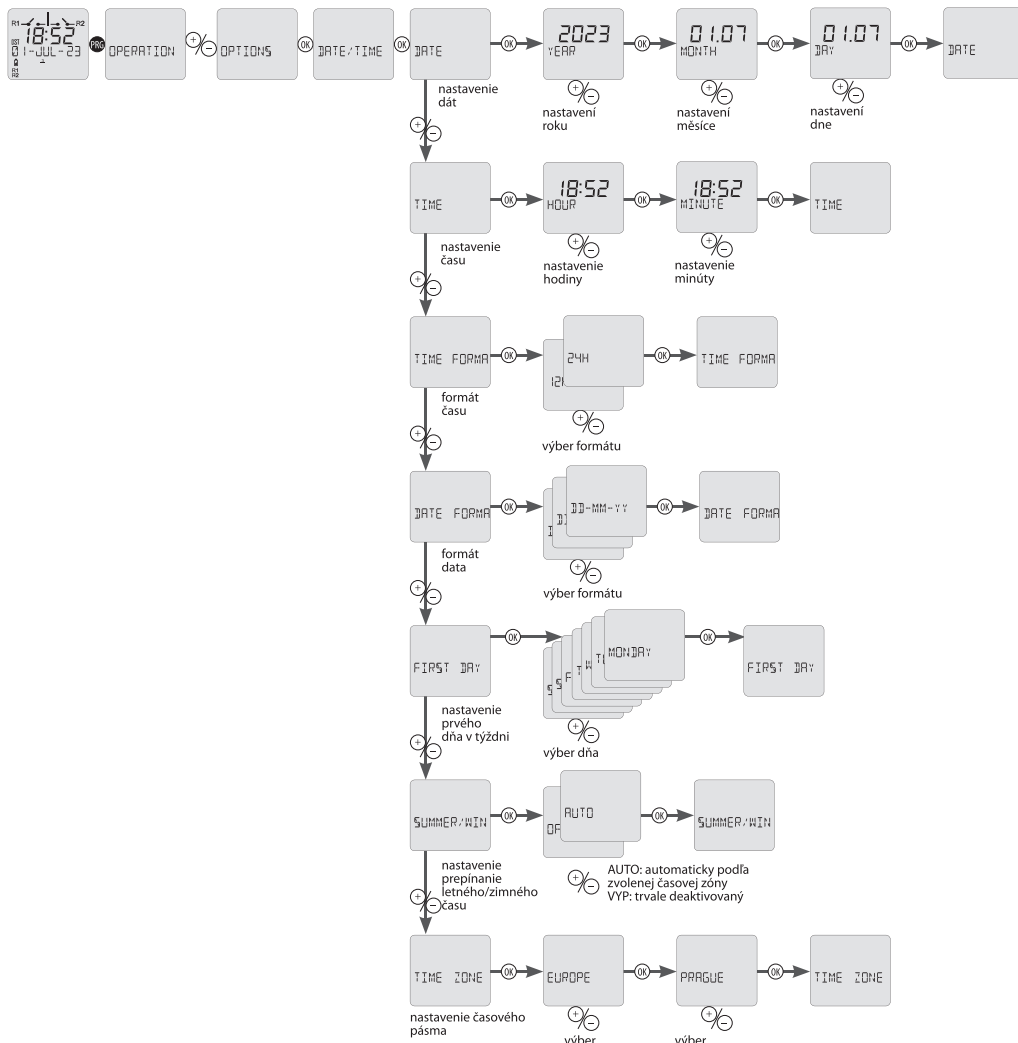 R1 R2
18:52
01-JUL-23
PRG
OPERATION
+/-
OPTIONS
OK
DATE/TIME
OK
DATE
OK
2023
YEAR
OK
01.07
MONTH
OK
01.07
DAY
OK
DATE
nastavenie
dát
+/-
nastavení
roku
+/-
nastavení
měsíce
+/-
nastavení
dne
+/-
TIME
OK
18:52
HOUR
OK
18:52
MINUTE
OK
TIME
nastavenie
času
+/-
nastavenie
hodiny
+/-
nastavenie
minúty
+/-
TIME FORMA
OK
24H
OK
TIME FORMA
formát
času
+/-
výber formátu
+/-
DATE FORMA
OK
DD-MM-YY
OK
DATE FORMA
formát
data
+/-
výber formátu
+/-
FIRST DAY
OK
MONDAY
OK
FIRST DAY
nastavenie
prvého
dňa v týždni
+/-
výber dňa
+/-
SUMMER/WIN
OK
AUTO
OK
SUMMER/WIN
nastavenie
prepínanie
letného/zimného
času
+/-
AUTO: automaticky podľa
zvolenej časovej zóny
VYP: trvale deaktivovaný
+/-
TIME ZONE
OK
EUROPE
OK
PRAGUE
OK
TIME ZONE
nastavenie časového
pásma
+/-
výber
+/-
výber